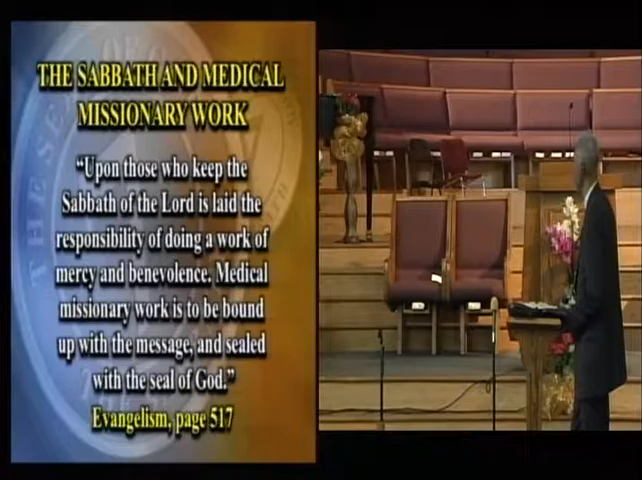 THE SABBATH AND MEDICAL
MISSIONARY WORK
“Upon those who keep the
Sabbath of the Lord is laid the
responsibility of doing a work of
mercy and benevolence. Medical
missionary work is to be bound
up with the message, and sealed
with the seal of God.”
Evangelism, page 517